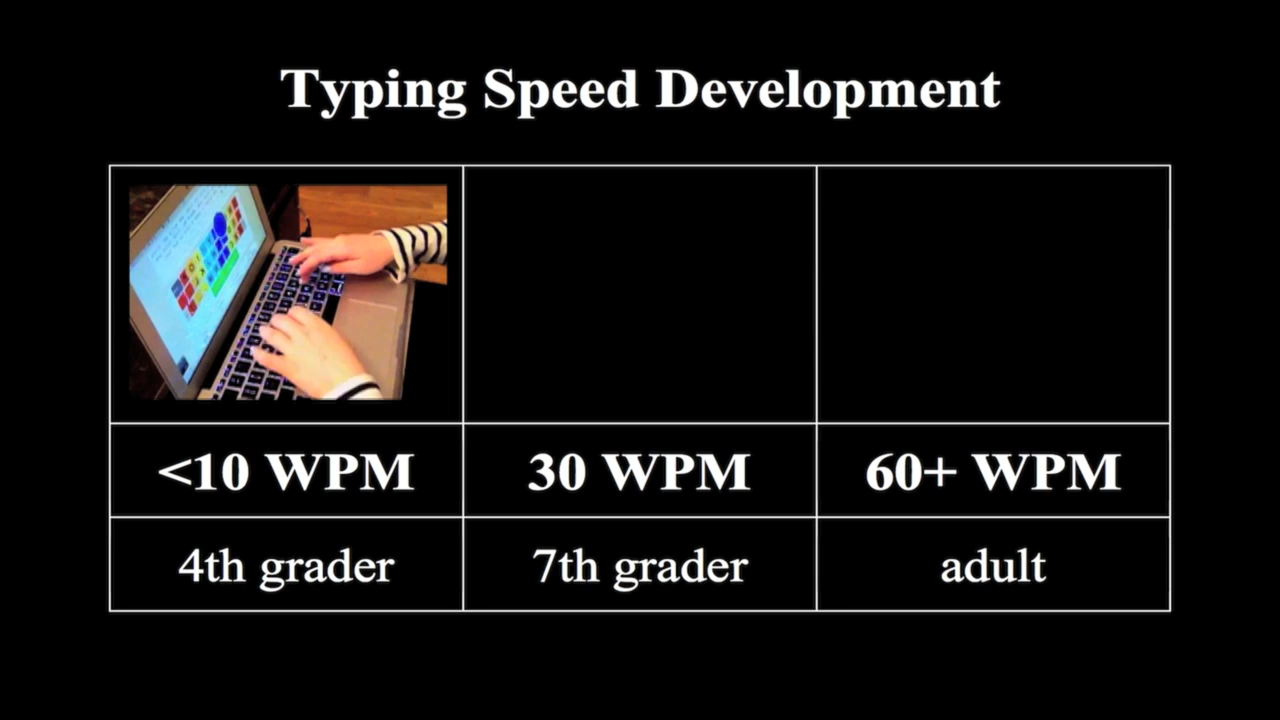 Typing Speed Development
<10 WPM
30 WPM
60+ WPM
4th grader
7th grader
adult